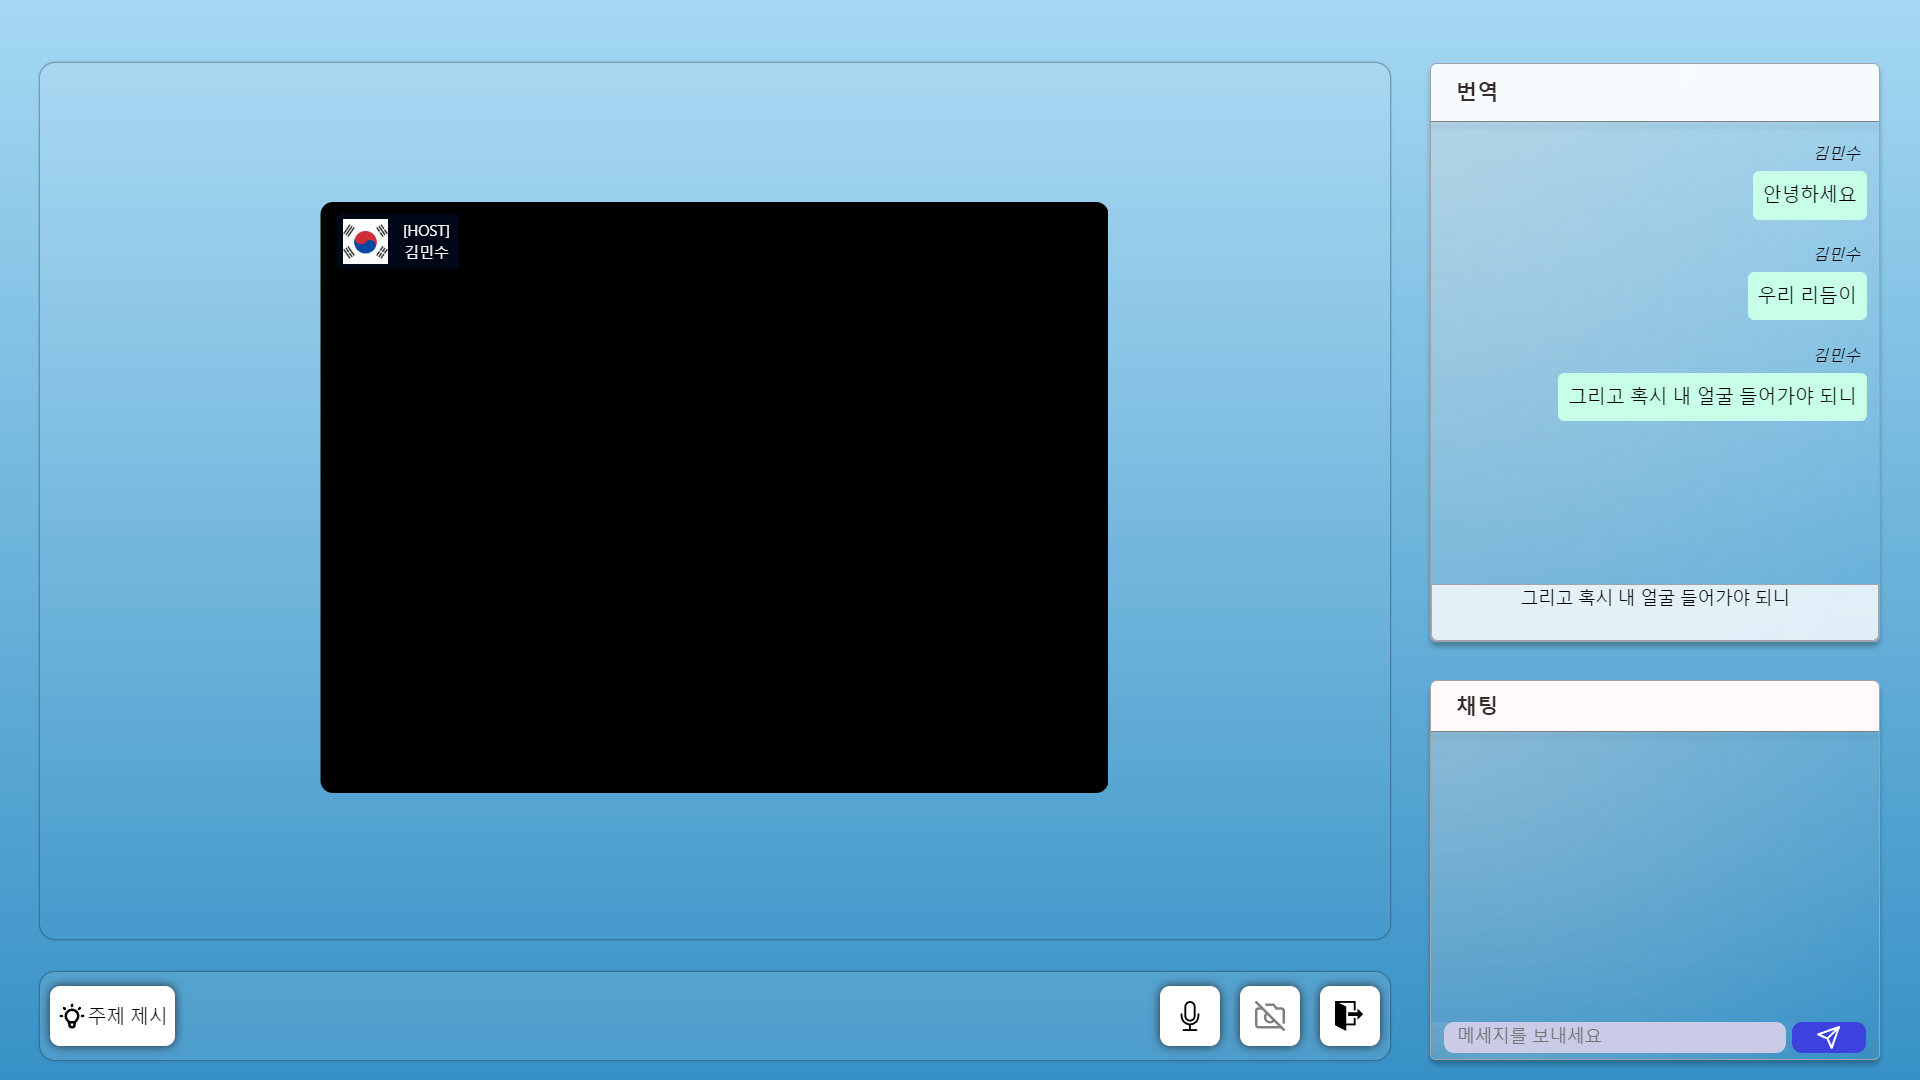 [HOST]
김민수
주제 제시
번역
김민수
안녕하세요
김민수
우리 리듬이
김민수
그리고 혹시 내 얼굴 들어가야 되니
그리고 혹시 내 얼굴 들어가야 되니
채팅
메세지를 보내세요